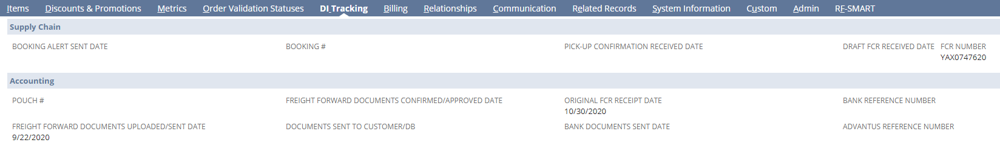 Items Discounts & Promotions Metrics Order Validation Statuses DI Tracking Billing Relationships Communication Related Records System Information Custom Admin RF-SMART
Supply Chain
BOOKING ALERT SENT DATE BOOKING # PICK-UP CONFIRMATION RECEIVED DATE DRAFT FCR RECEIVED DATE FCR NUMBER
YAX0747620
Accounting
POUCH # FREIGHT FORWARD DOCUMENTS CONFIRMED/APPROVED DATE ORIGINAL FCR RECEIPT DATE BANK REFERENCE NUMBER
10/30/2020
FREIGHT FORWARD DOCUMENTS UPLOADED/SENT DATE DOCUMENTS SENT TO CUSTOMER/DB BANK DOCUMENTS SENT DATE ADVANTUS REFERENCE NUMBER
9/22/2020